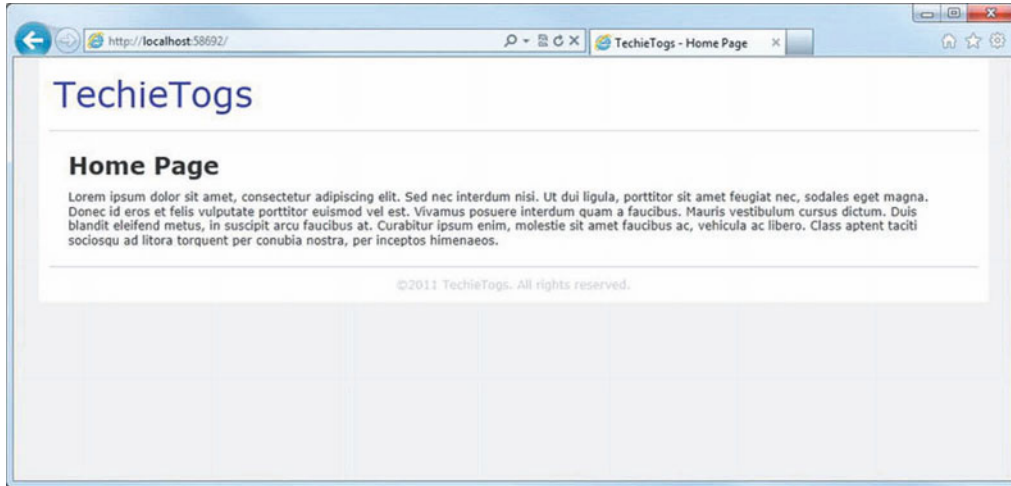 http://localhost:58692/
TechieTogs - Home Page
TechieTogs
Home Page
Lorem ipsum dolor sit amet, consectetur adipiscing elit. Sed nec interdum nisi. Ut dui ligula, porttitor sit amet feugiat nec, sodales eget magna.
Donec id eros et felis vulputate porttitor euismod vel est. Vivamus posuere interdum quam a faucibus. Mauris vestibulum cursus dictum. Duis
blandit eleifend metus, in suscipit arcu faucibus at. Curabitur ipsum enim, molestie sit amet faucibus ac, vehicula ac libero. Class aptent taciti
sociosqu ad litora torquent per conubia nostra, per inceptos himenaeos.
©2011 TechieTogs. All rights reserved.